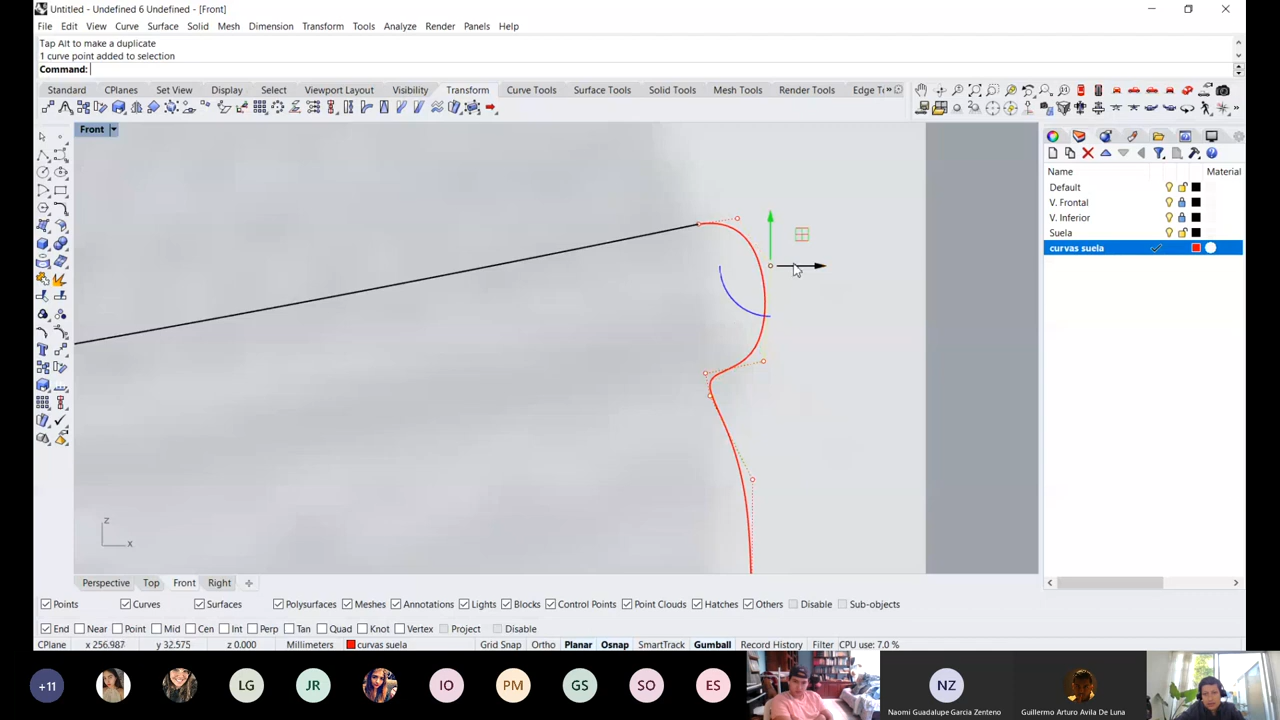 Untitled - Undefined 6 Undefined - [Front]
File Edit View Curve Surface Solid Mesh Dimension Transform Tools Analyze Render Panels Help
Tap Alt to make a duplicate
1 curve point added to selection
Command:
Standard CPlanes Set View Display Select Viewport Layout Visibility Transform Curve Tools Surface Tools Solid Tools Mesh Tools Render Tools Edge T
Front
Name Material
Default
V. Frontal
V. Inferior
Suela
curvas suela
z
x
Perspective Top Front Right
Points Curves Surfaces Polysurfaces Meshes Annotations Lights Blocks Control Points Point Clouds Hatches Others Disable Sub-objects
End Near Point Mid Cen Int Perp Tan Quad Knot Vertex Project Disable
CPlane x 256.987 y 32.575 z 0.000 Millimeters curvas suela Grid Snap Ortho Planar Osnap SmartTrack Gumball Record History Filter CPU use: 7.0 %
+11 LG JR IO PM GS SO ES NZ
Naomi Guadalupe Garcia Zenteno Guillermo Arturo Avila De Luna